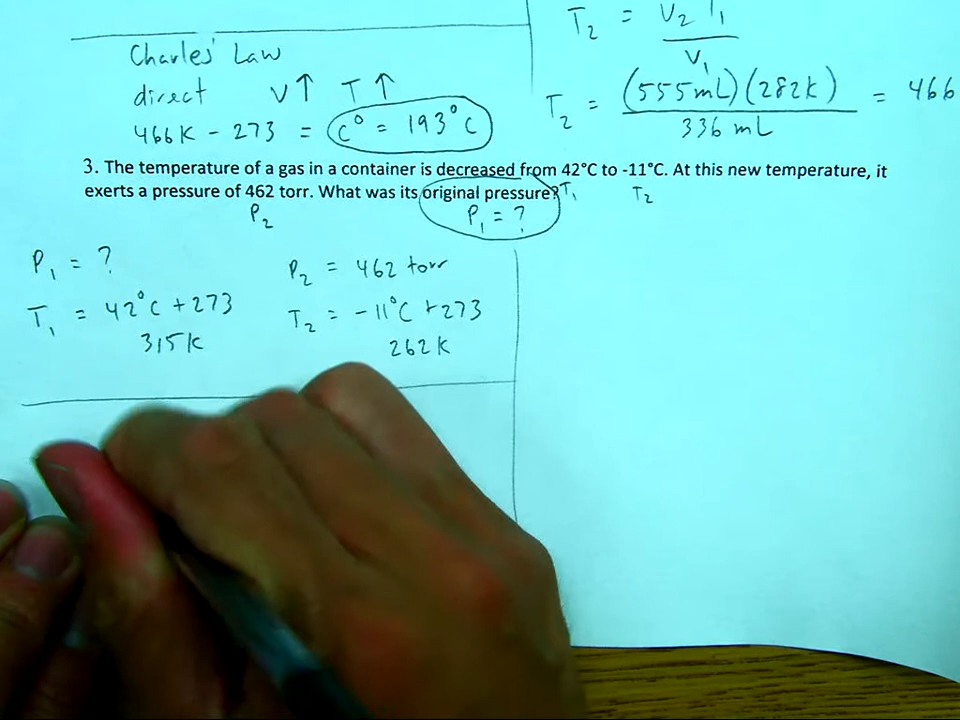 T₂ = V₂ T₁
V₁
Charles' Law
direct V↑ T↑
T₂ = (555mL)(282K) = 466
336 mL
466K - 273 = C° = 193°C
3. The temperature of a gas in a container is decreased from 42°C to -11°C. At this new temperature, it
exerts a pressure of 462 torr. What was its original pressure? T₁ T₂
P₂ P₁ = ?
P₁ = ? P₂ = 462 torr
T₁ = 42°C + 273 T₂ = -11°C + 273
315K 262K